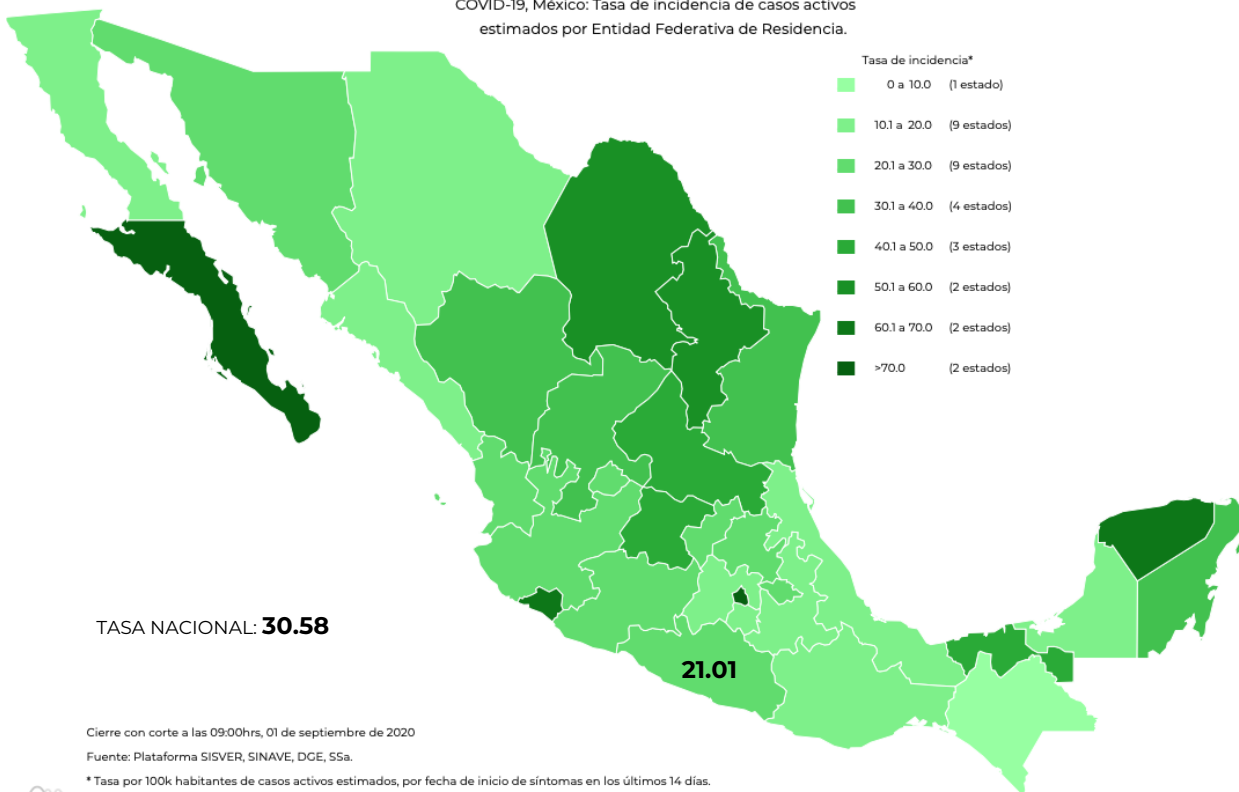 COVID-19, México: Tasa de incidencia de casos activos
estimados por Entidad Federativa de Residencia.
Tasa de incidencia*
0 a 10.0 (1 estado)
10.1 a 20.0 (9 estados)
20.1 a 30.0 (9 estados)
30.1 a 40.0 (4 estados)
40.1 a 50.0 (3 estados)
50.1 a 60.0 (2 estados)
60.1 a 70.0 (2 estados)
>70.0 (2 estados)
TASA NACIONAL: 30.58
21.01
Cierre con corte a las 09:00hrs, 01 de septiembre de 2020
Fuente: Plataforma SISVER, SINAVE, DGE, SSa.
* Tasa por 100k habitantes de casos activos estimados, por fecha de inicio de síntomas en los últimos 14 días.